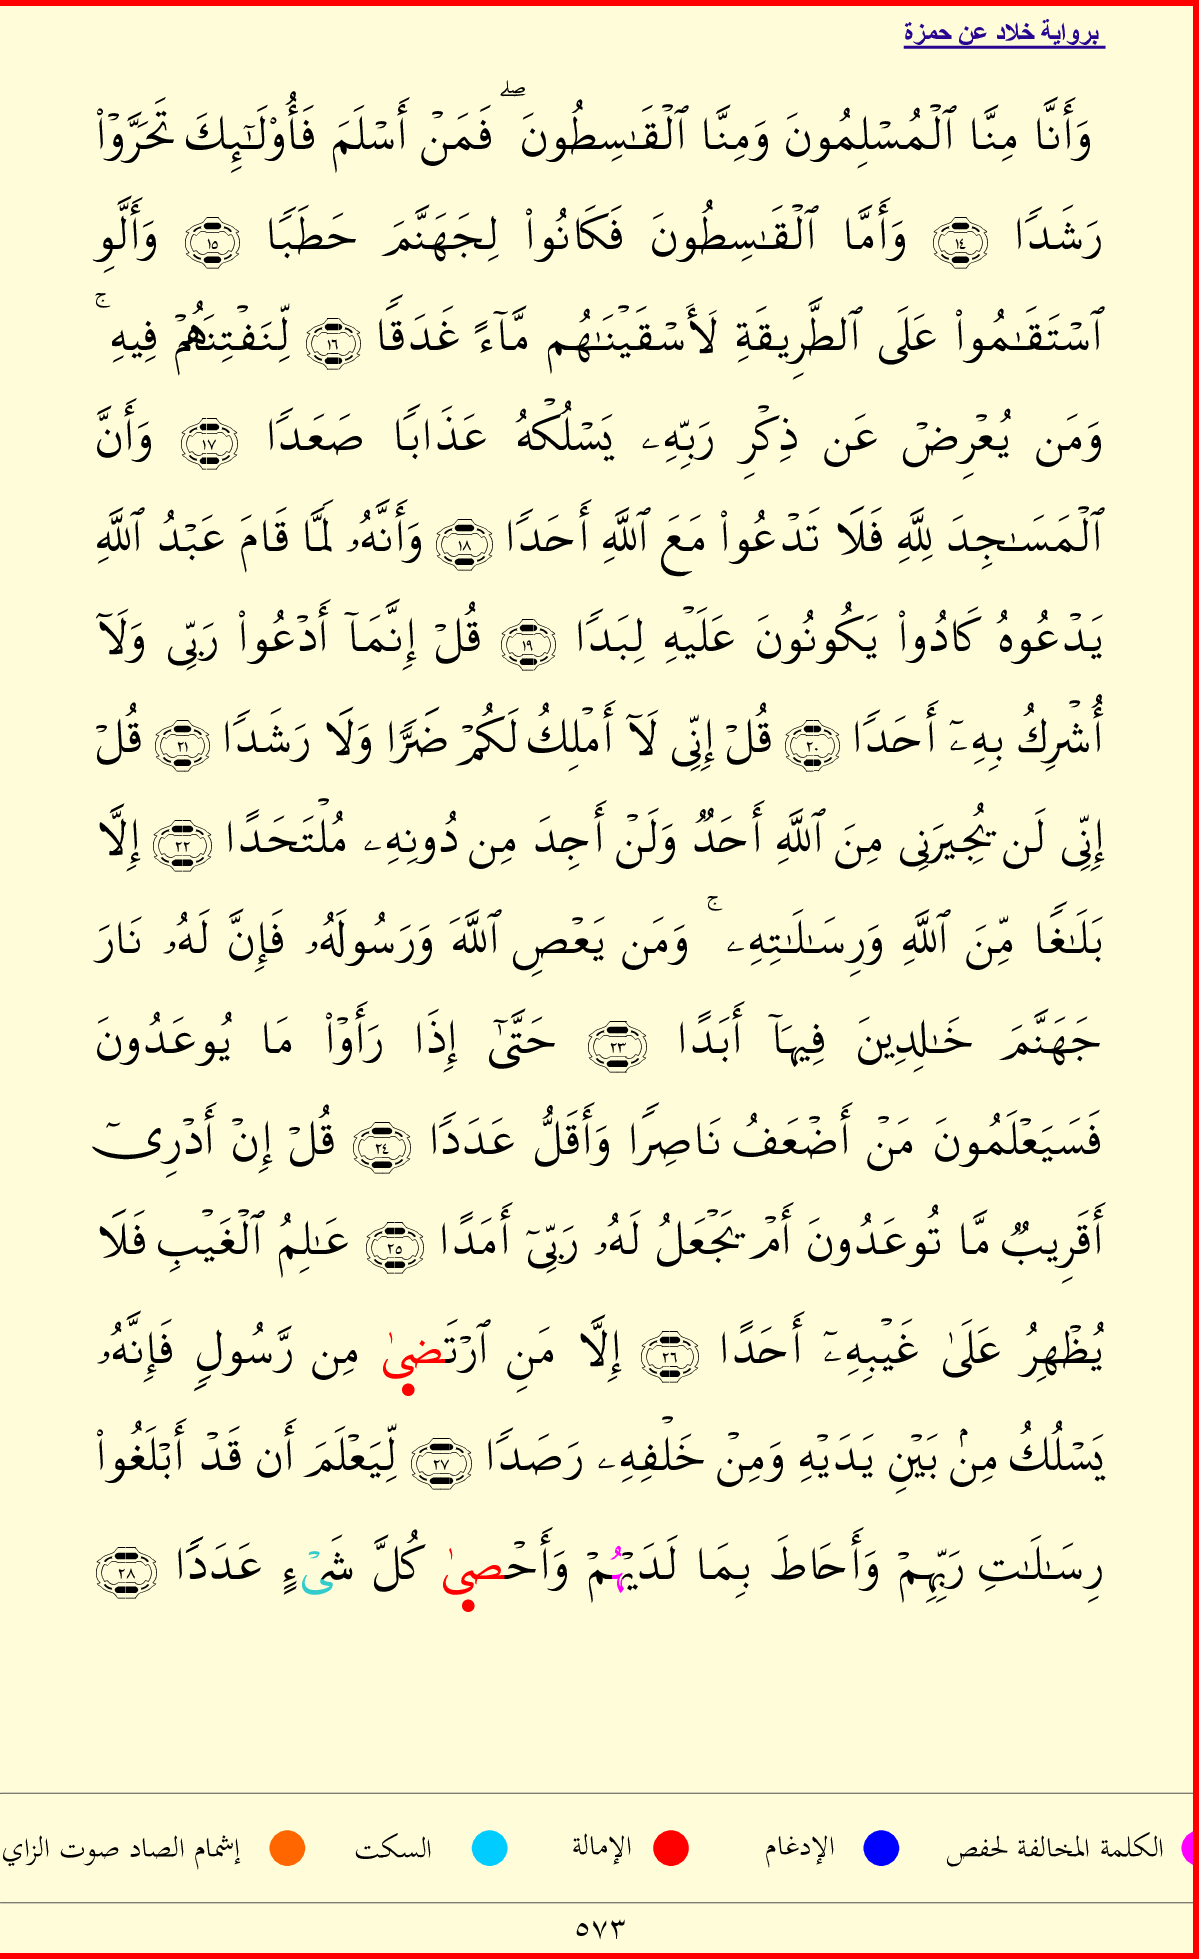 برواية خلاد عن حمزة
وَأَنَّا مِنَّا ٱلۡمُسۡلِمُونَ وَمِنَّا ٱلۡقَـٰسِطُونَۖ فَمَنۡ أَسۡلَمَ فَأُوْلَـٰٓئِكَ تَحَرَّوۡاْ
رَشَدࣰا ١٤ وَأَمَّا ٱلۡقَـٰسِطُونَ فَكَانُواْ لِجَهَنَّمَ حَطَبࣰا ١٥ وَأَلَّوِ
ٱسۡتَقَـٰمُواْ عَلَى ٱلطَّرِيقَةِ لَأَسۡقَيۡنَـٰهُم مَّآءً غَدَقࣰا ١٦ لِّنَفۡتِنَهُمۡ فِيهِۚ
وَمَن يُعۡرِضۡ عَن ذِكۡرِ رَبِّهِۦ يَسۡلُكۡهُ عَذَابࣰا صَعَدࣰا ١٧ وَأَنَّ
ٱلۡمَسَـٰجِدَ لِلَّهِ فَلَا تَدۡعُواْ مَعَ ٱللَّهِ أَحَدࣰا ١٨ وَأَنَّهُۥ لَمَّا قَامَ عَبۡدُ ٱللَّهِ
يَدۡعُوهُ كَادُواْ يَكُونُونَ عَلَيۡهِ لِبَدࣰا ١٩ قُلۡ إِنَّمَآ أَدۡعُواْ رَبِّي وَلَآ
أُشۡرِكُ بِهِۦٓ أَحَدࣰا ٢٠ قُلۡ إِنِّي لَآ أَمۡلِكُ لَكُمۡ ضَرࣰّا وَلَا رَشَدࣰا ٢١ قُلۡ
إِنِّي لَن يُجِيرَنِي مِنَ ٱللَّهِ أَحَدࣱ وَلَنۡ أَجِدَ مِن دُونِهِۦ مُلۡتَحَدًا ٢٢ إِلَّا
بَلَـٰغࣰا مِّنَ ٱللَّهِ وَرِسَـٰلَـٰتِهِۦۚ وَمَن يَعۡصِ ٱللَّهَ وَرَسُولَهُۥ فَإِنَّ لَهُۥ نَارَ
جَهَنَّمَ خَـٰلِدِينَ فِيهَآ أَبَدًا ٢٣ حَتَّىٰٓ إِذَا رَأَوۡاْ مَا يُوعَدُونَ
فَسَيَعۡلَمُونَ مَنۡ أَضۡعَفُ نَاصِرࣰا وَأَقَلُّ عَدَدࣰا ٢٤ قُلۡ إِنۡ أَدۡرِيٓ
أَقَرِيبࣱ مَّا تُوعَدُونَ أَمۡ يَجۡعَلُ لَهُۥ رَبِّيٓ أَمَدًا ٢٥ عَـٰلِمُ ٱلۡغَيۡبِ فَلَا
يُظۡهِرُ عَلَىٰ غَيۡبِهِۦٓ أَحَدًا ٢٦ إِلَّا مَنِ ٱرۡتَضىٰ مِن رَّسُولࣲ فَإِنَّهُۥ
يَسۡلُكُ مِنۢ بَيۡنِ يَدَيۡهِ وَمِنۡ خَلۡفِهِۦ رَصَدࣰا ٢٧ لِّيَعۡلَمَ أَن قَدۡ أَبۡلَغُواْ
رِسَـٰلَـٰتِ رَبِّهِمۡ وَأَحَاطَ بِمَا لَدَيۡهُمۡ وَأَحۡصىٰ كُلَّ شَيۡءٍ عَدَدࣰا ٢٨
الكلمة المخالفة لحفص الإدغام الإمالة السكت إشمام الصاد صوت الزاي
٥٧٣